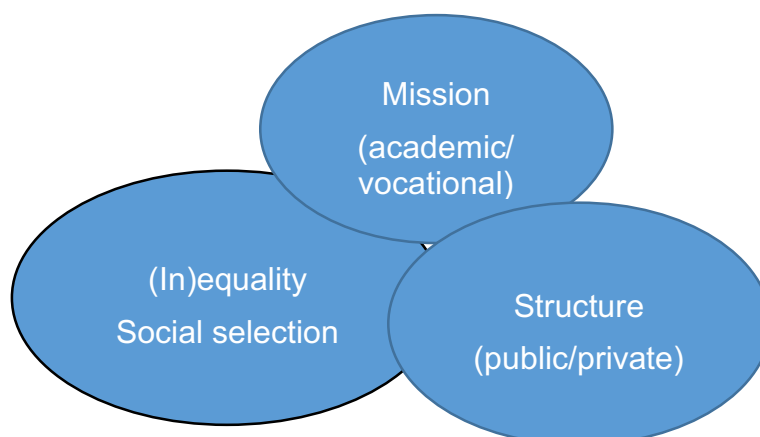 Mission
(academic/
vocational)
(In)equality
Social selection
Structure
(public/private)